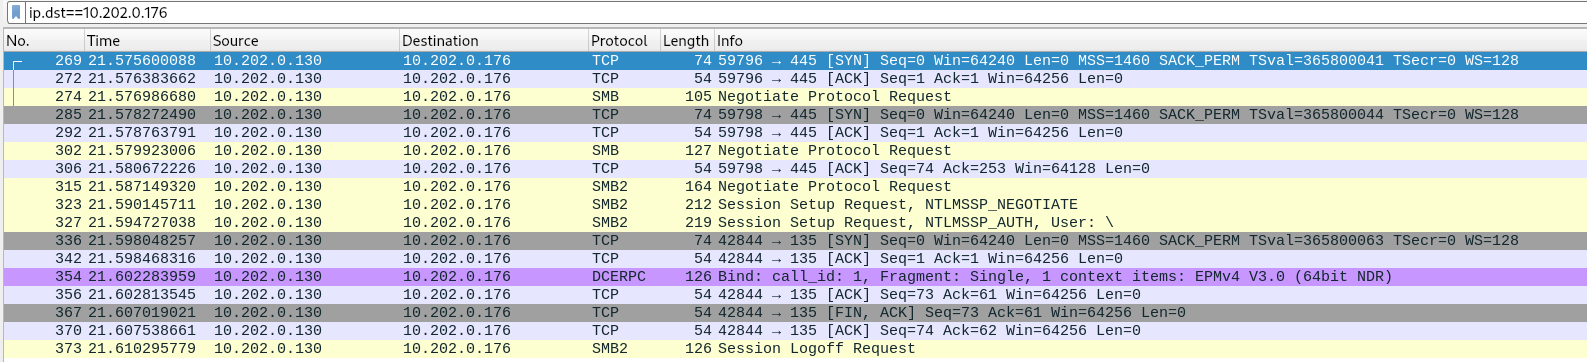 ip.dst==10.202.0.176
No. Time Source Destination Protocol Length Info
269 21.575600088 10.202.0.130 10.202.0.176 TCP 74 59796 → 445 [SYN] Seq=0 Win=64240 Len=0 MSS=1460 SACK_PERM TSval=365800041 TSecr=0 WS=128
272 21.576383662 10.202.0.130 10.202.0.176 TCP 54 59796 → 445 [ACK] Seq=1 Ack=1 Win=64256 Len=0
274 21.576986680 10.202.0.130 10.202.0.176 SMB 105 Negotiate Protocol Request
285 21.578272490 10.202.0.130 10.202.0.176 TCP 74 59798 → 445 [SYN] Seq=0 Win=64240 Len=0 MSS=1460 SACK_PERM TSval=365800044 TSecr=0 WS=128
292 21.578763791 10.202.0.130 10.202.0.176 TCP 54 59798 → 445 [ACK] Seq=1 Ack=1 Win=64256 Len=0
302 21.579923006 10.202.0.130 10.202.0.176 SMB 127 Negotiate Protocol Request
306 21.580672226 10.202.0.130 10.202.0.176 TCP 54 59798 → 445 [ACK] Seq=74 Ack=253 Win=64128 Len=0
315 21.587149320 10.202.0.130 10.202.0.176 SMB2 164 Negotiate Protocol Request
323 21.590145711 10.202.0.130 10.202.0.176 SMB2 212 Session Setup Request, NTLMSSP_NEGOTIATE
327 21.594727038 10.202.0.130 10.202.0.176 SMB2 219 Session Setup Request, NTLMSSP_AUTH, User: \
336 21.598048257 10.202.0.130 10.202.0.176 TCP 74 42844 → 135 [SYN] Seq=0 Win=64240 Len=0 MSS=1460 SACK_PERM TSval=365800063 TSecr=0 WS=128
342 21.598468316 10.202.0.130 10.202.0.176 TCP 54 42844 → 135 [ACK] Seq=1 Ack=1 Win=64256 Len=0
354 21.602283959 10.202.0.130 10.202.0.176 DCERPC 126 Bind: call_id: 1, Fragment: Single, 1 context items: EPMv4 V3.0 (64bit NDR)
356 21.602813545 10.202.0.130 10.202.0.176 TCP 54 42844 → 135 [ACK] Seq=73 Ack=61 Win=64256 Len=0
367 21.607019021 10.202.0.130 10.202.0.176 TCP 54 42844 → 135 [FIN, ACK] Seq=73 Ack=61 Win=64256 Len=0
370 21.607538661 10.202.0.130 10.202.0.176 TCP 54 42844 → 135 [ACK] Seq=74 Ack=62 Win=64256 Len=0
373 21.610295779 10.202.0.130 10.202.0.176 SMB2 126 Session Logoff Request